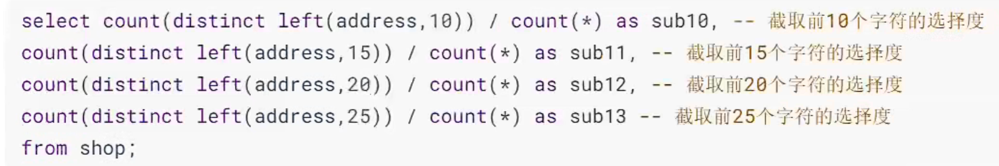 select count(distinct left(address,10)) / count(*) as sub10, -- 截取前10个字符的选择度
count(distinct left(address,15)) / count(*) as sub11, -- 截取前15个字符的选择度
count(distinct left(address,20)) / count(*) as sub12, -- 截取前20个字符的选择度
count(distinct left(address,25)) / count(*) as sub13 -- 截取前25个字符的选择度
from shop;